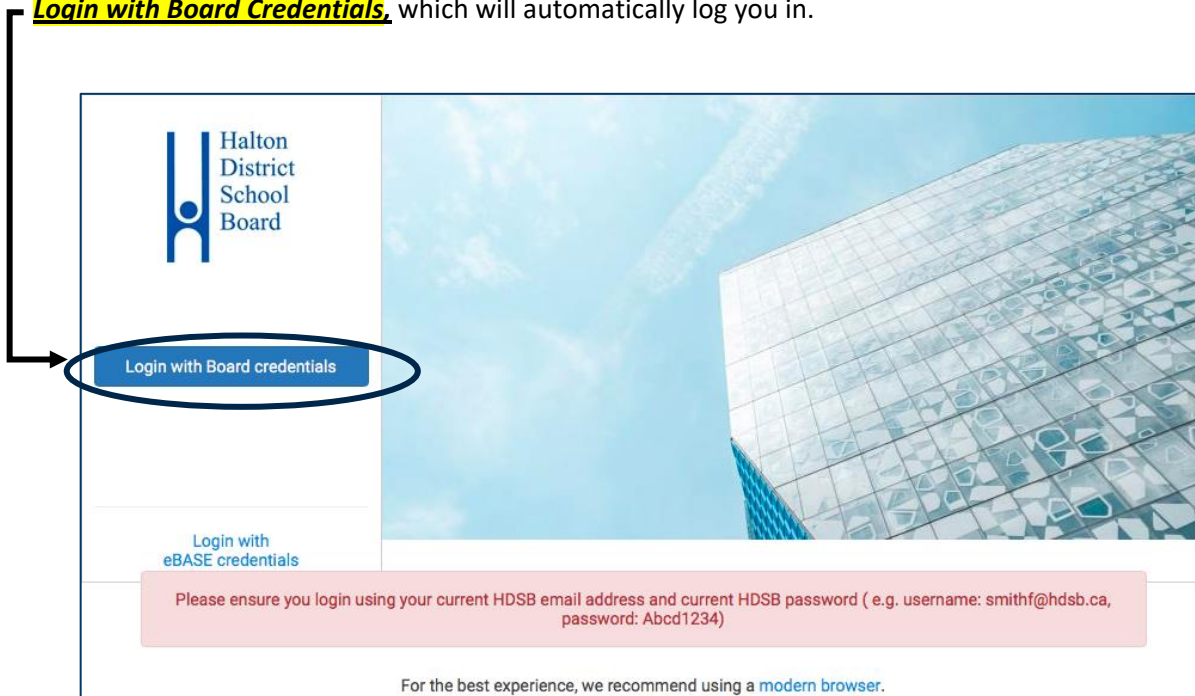 Login with Board Credentials, which will automatically log you in.
Halton
District
School
Board
Login with Board credentials
Login with
eBASE credentials
Please ensure you login using your current HDSB email address and current HDSB password ( e.g. username: smithf@hdsb.ca,
password: Abcd1234)
For the best experience, we recommend using a modern browser.